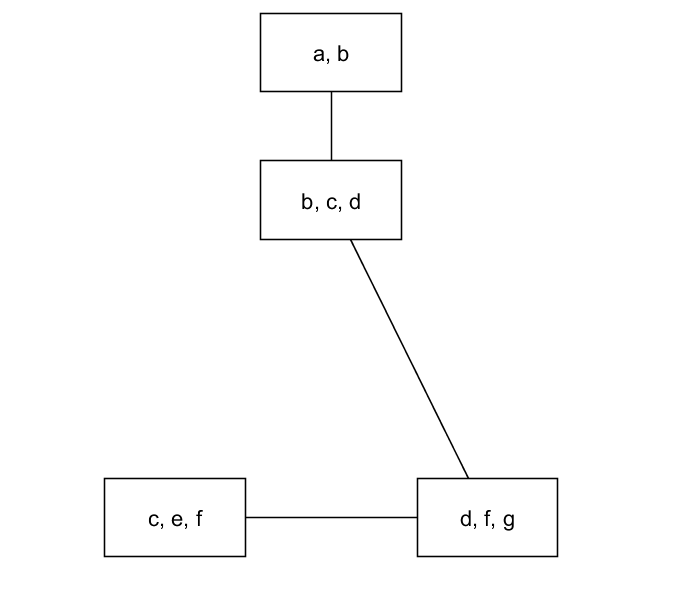 a, b
b, c, d
c, e, f
d, f, g